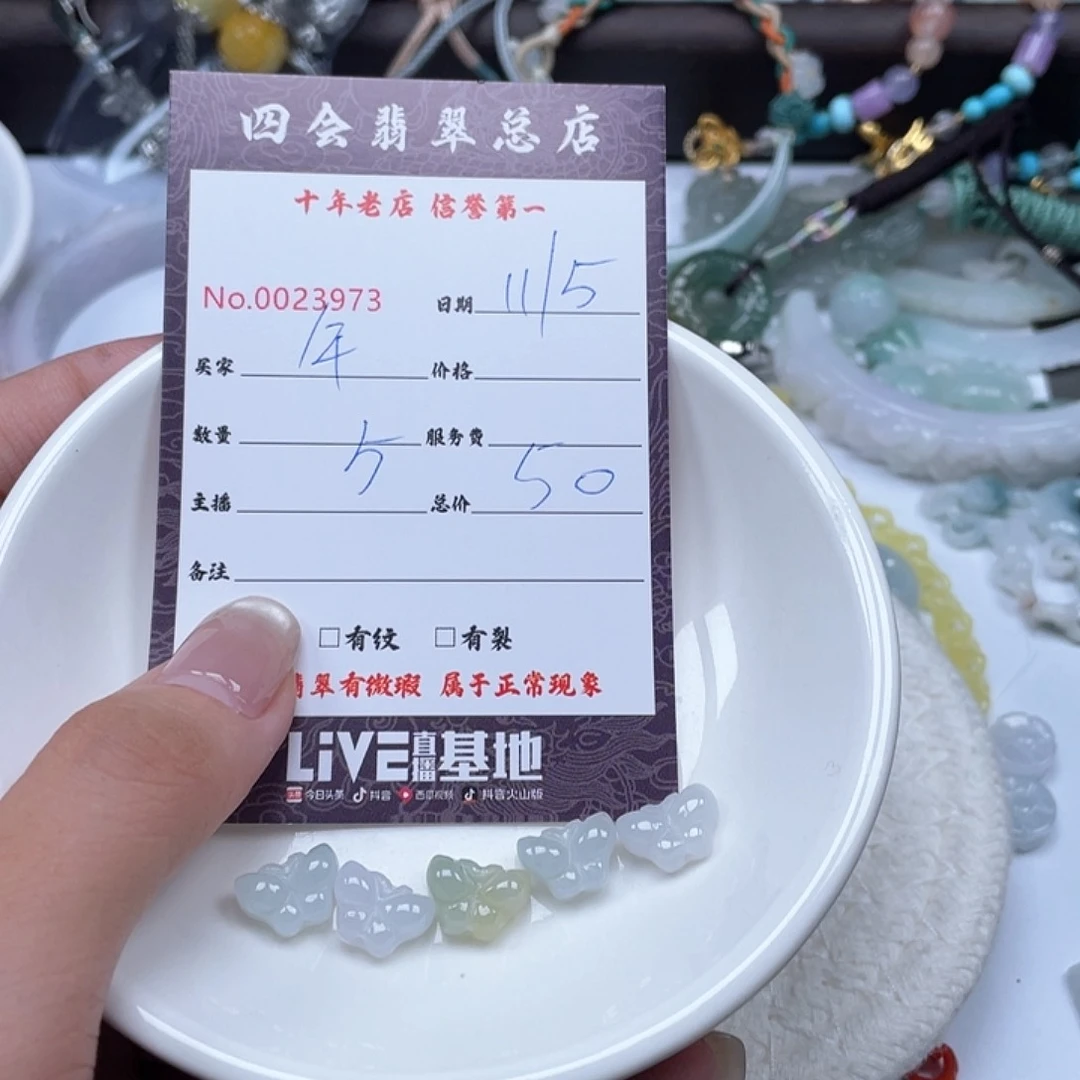 四会翡翠总店
十年老店 信誉第一
No.0023973 日期 11/5
买家 年 价格
数量 5 服务费
主播 总价 50
备注
□有纹 □有裂
翡翠有微瑕 属于正常现象
LiVE直播基地
今日头条 抖音 西瓜视频 抖音火山版